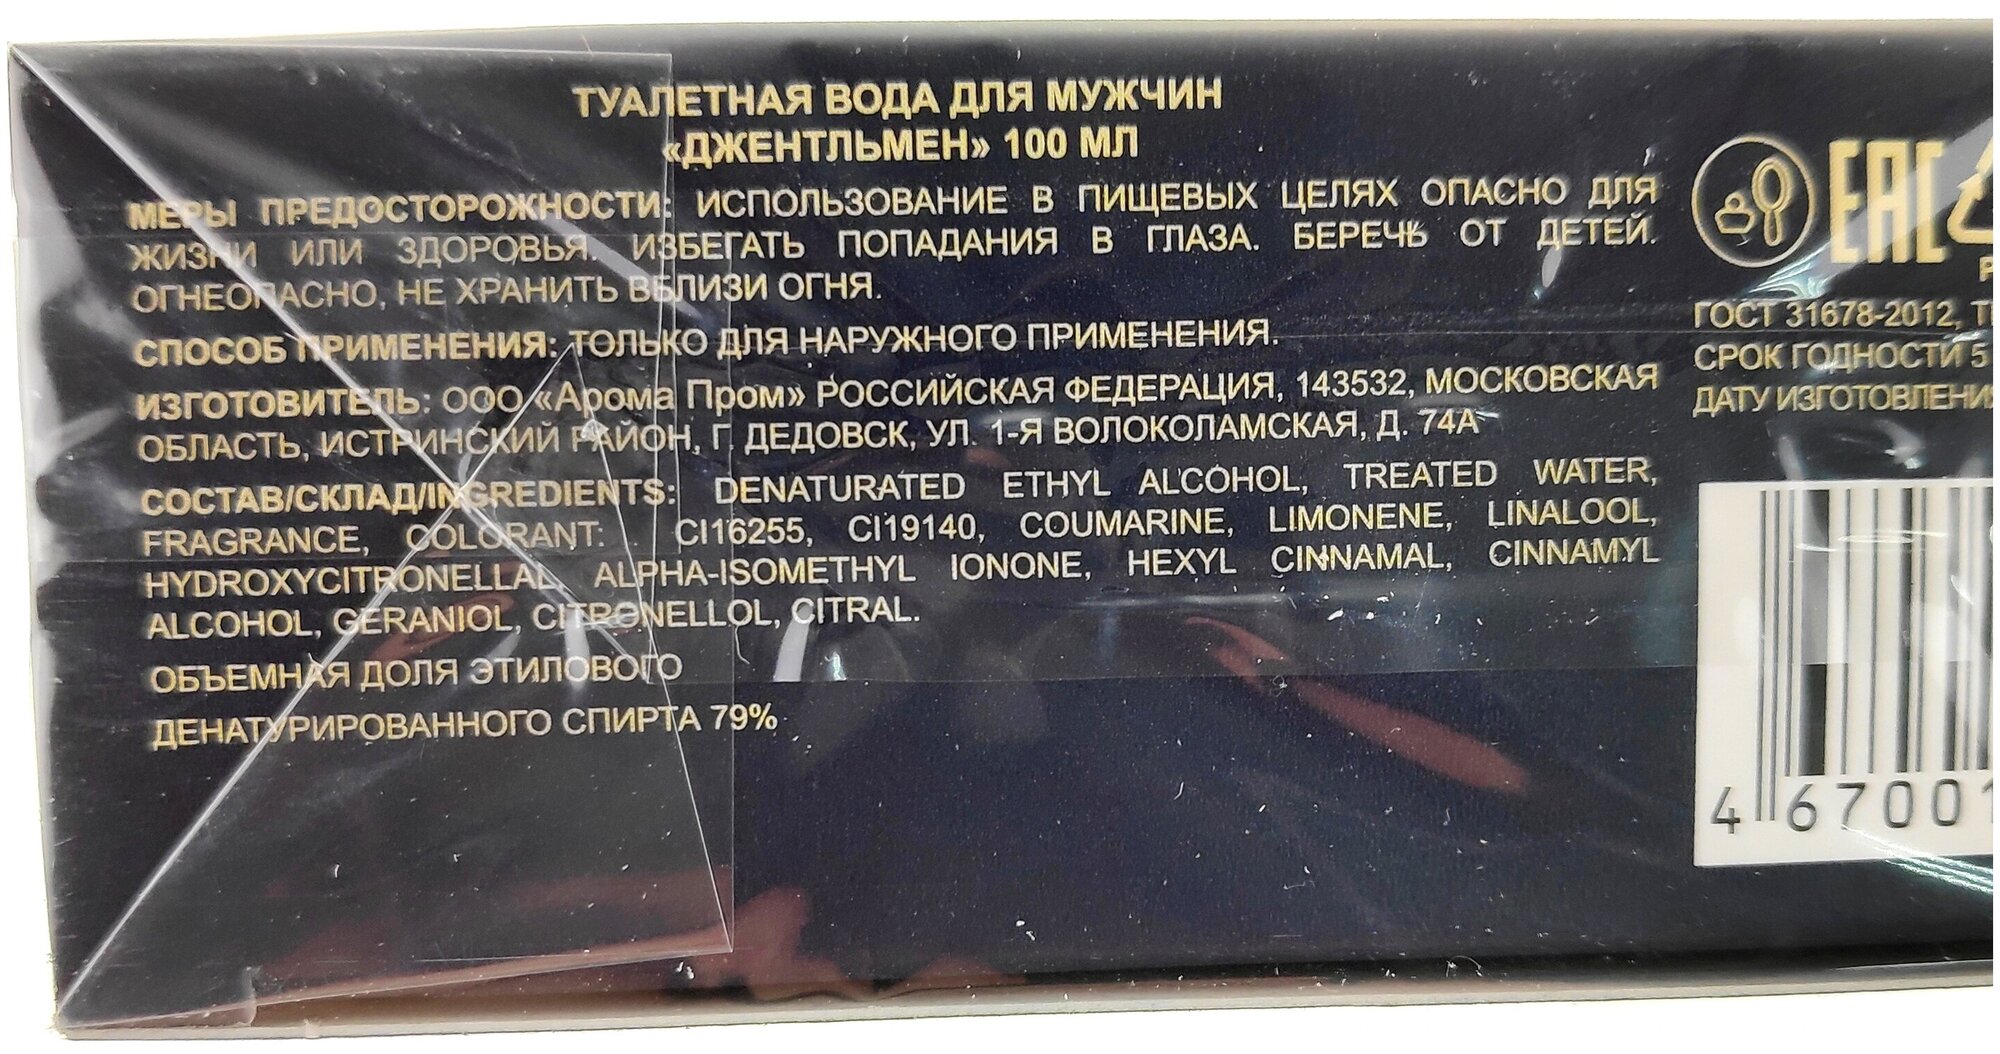 ТУАЛЕТНАЯ ВОДА ДЛЯ МУЖЧИН
«ДЖЕНТЛЬМЕН» 100 МЛ
МЕРЫ ПРЕДОСТОРОЖНОСТИ: ИСПОЛЬЗОВАНИЕ В ПИЩЕВЫХ ЦЕЛЯХ ОПАСНО ДЛЯ
ЖИЗНИ ИЛИ ЗДОРОВЬЯ. ИЗБЕГАТЬ ПОПАДАНИЯ В ГЛАЗА. БЕРЕЧЬ ОТ ДЕТЕЙ.
ОГНЕОПАСНО, НЕ ХРАНИТЬ ВБЛИЗИ ОГНЯ.
СПОСОБ ПРИМЕНЕНИЯ: ТОЛЬКО ДЛЯ НАРУЖНОГО ПРИМЕНЕНИЯ.
ИЗГОТОВИТЕЛЬ: ООО «Арома Пром» РОССИЙСКАЯ ФЕДЕРАЦИЯ, 143532, МОСКОВСКАЯ
ОБЛАСТЬ, ИСТРИНСКИЙ РАЙОН, Г. ДЕДОВСК, УЛ. 1-Я ВОЛОКОЛАМСКАЯ, Д. 74А
СОСТАВ/СКЛАД/INGREDIENTS: DENATURATED ETHYL ALCOHOL, TREATED WATER,
FRAGRANCE, COLORANT: CI16255, CI19140, COUMARINE, LIMONENE, LINALOOL,
HYDROXYCITRONELLAL, ALPHA-ISOMETHYL IONONE, HEXYL CINNAMAL, CINNAMYL
ALCOHOL, GERANIOL, CITRONELLOL, CITRAL.
ОБЪЕМНАЯ ДОЛЯ ЭТИЛОВОГО
ДЕНАТУРИРОВАННОГО СПИРТА 79%
EAC
ГОСТ 31678-2012,
СРОК ГОДНОСТИ 5
ДАТУ ИЗГОТОВЛЕНИ
4 67001